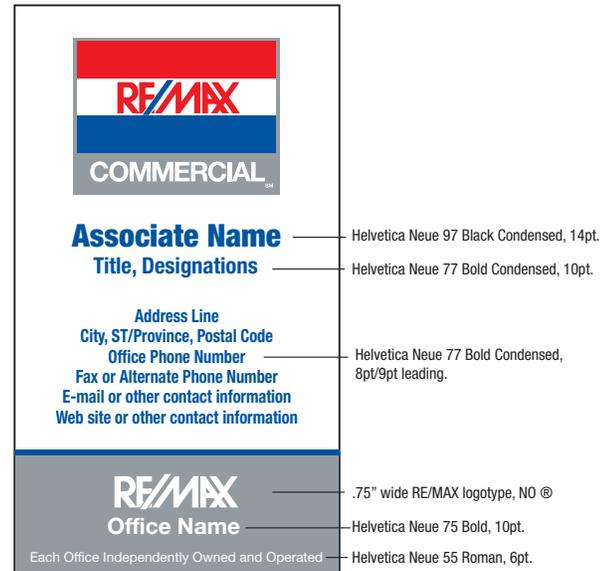 RE/MAX
COMMERCIAL SM
Associate Name
Helvetica Neue 97 Black Condensed, 14pt.
Title, Designations
Helvetica Neue 77 Bold Condensed, 10pt.
Address Line
City, ST/Province, Postal Code
Office Phone Number
Fax or Alternate Phone Number
E-mail or other contact information
Web site or other contact information
Helvetica Neue 77 Bold Condensed,
8pt/9pt leading.
RE/MAX
.75” wide RE/MAX logotype, NO ®
Office Name
Helvetica Neue 75 Bold, 10pt.
Each Office Independently Owned and Operated
Helvetica Neue 55 Roman, 6pt.